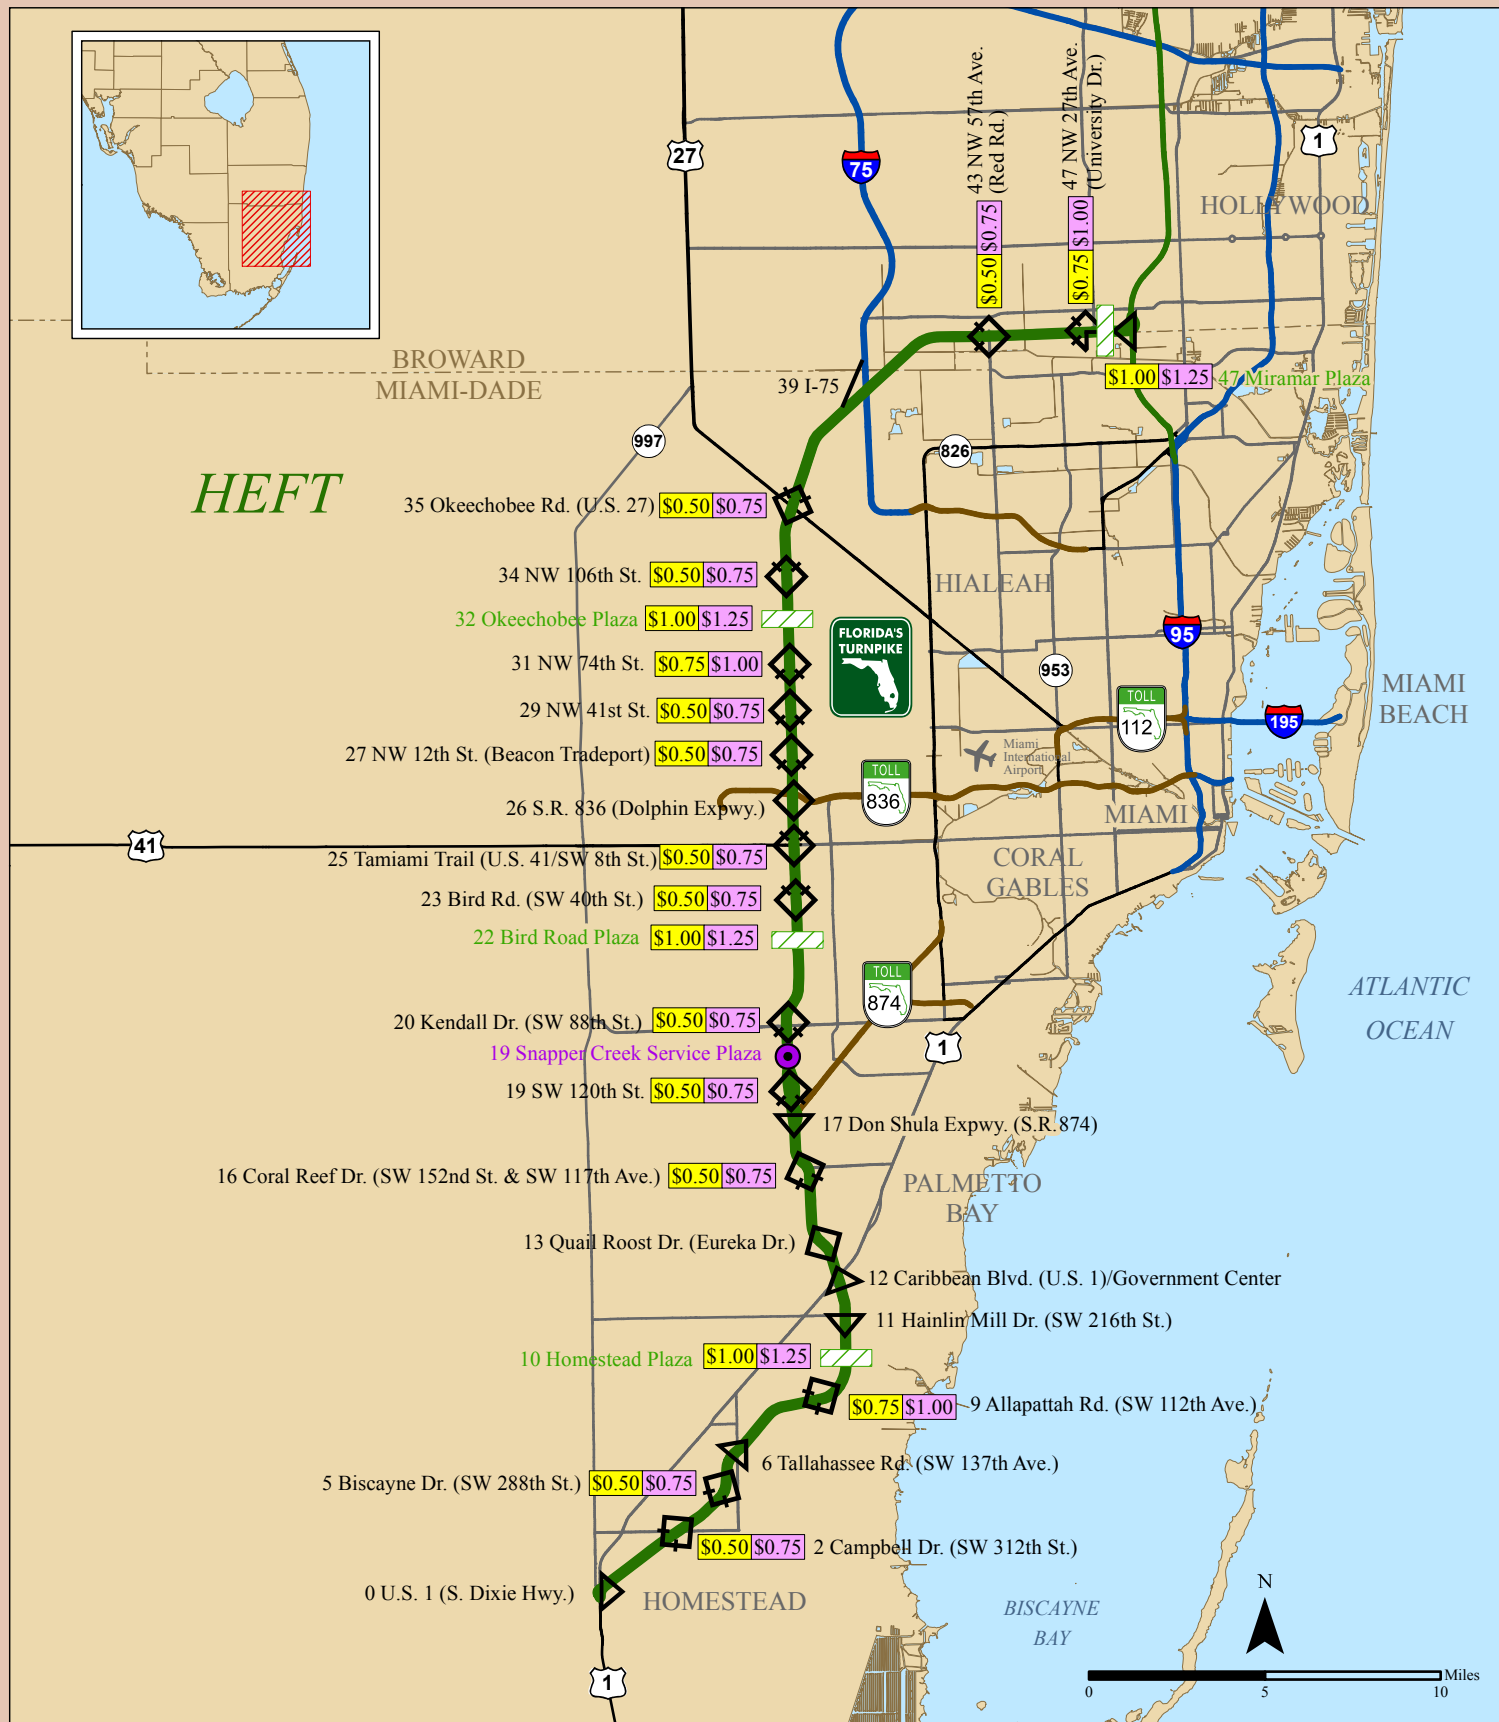 43 NW 57th Ave.
(Red Rd.)
47 NW 27th Ave.
(University Dr.)
27
75
1
HOLLYWOOD
$0.50 $0.75
$0.75 $1.00
BROWARD
MIAMI-DADE
39 I-75
$1.00 $1.25 47 Miramar Plaza
997
826
HEFT
35 Okeechobee Rd. (U.S. 27) $0.50 $0.75
34 NW 106th St. $0.50 $0.75
HIALEAH
32 Okeechobee Plaza $1.00 $1.25
FLORIDA'S
TURNPIKE
95
31 NW 74th St. $0.75 $1.00
953
MIAMI
BEACH
29 NW 41st St. $0.50 $0.75
TOLL
112
195
27 NW 12th St. (Beacon Tradeport) $0.50 $0.75
Miami
International
Airport
TOLL
836
26 S.R. 836 (Dolphin Expwy.)
MIAMI
41
25 Tamiami Trail (U.S. 41/SW 8th St.) $0.50 $0.75
CORAL
GABLES
23 Bird Rd. (SW 40th St.) $0.50 $0.75
22 Bird Road Plaza $1.00 $1.25
TOLL
874
ATLANTIC
OCEAN
20 Kendall Dr. (SW 88th St.) $0.50 $0.75
1
19 Snapper Creek Service Plaza
19 SW 120th St. $0.50 $0.75
17 Don Shula Expwy. (S.R. 874)
16 Coral Reef Dr. (SW 152nd St. & SW 117th Ave.) $0.50 $0.75
PALMETTO
BAY
13 Quail Roost Dr. (Eureka Dr.)
12 Caribbean Blvd. (U.S. 1)/Government Center
11 Hainlin Mill Dr. (SW 216th St.)
10 Homestead Plaza $1.00 $1.25
$0.75 $1.00 9 Allapattah Rd. (SW 112th Ave.)
6 Tallahassee Rd. (SW 137th Ave.)
5 Biscayne Dr. (SW 288th St.) $0.50 $0.75
$0.50 $0.75 2 Campbell Dr. (SW 312th St.)
0 U.S. 1 (S. Dixie Hwy.)
HOMESTEAD
BISCAYNE
BAY
N
1
Miles
0 5 10